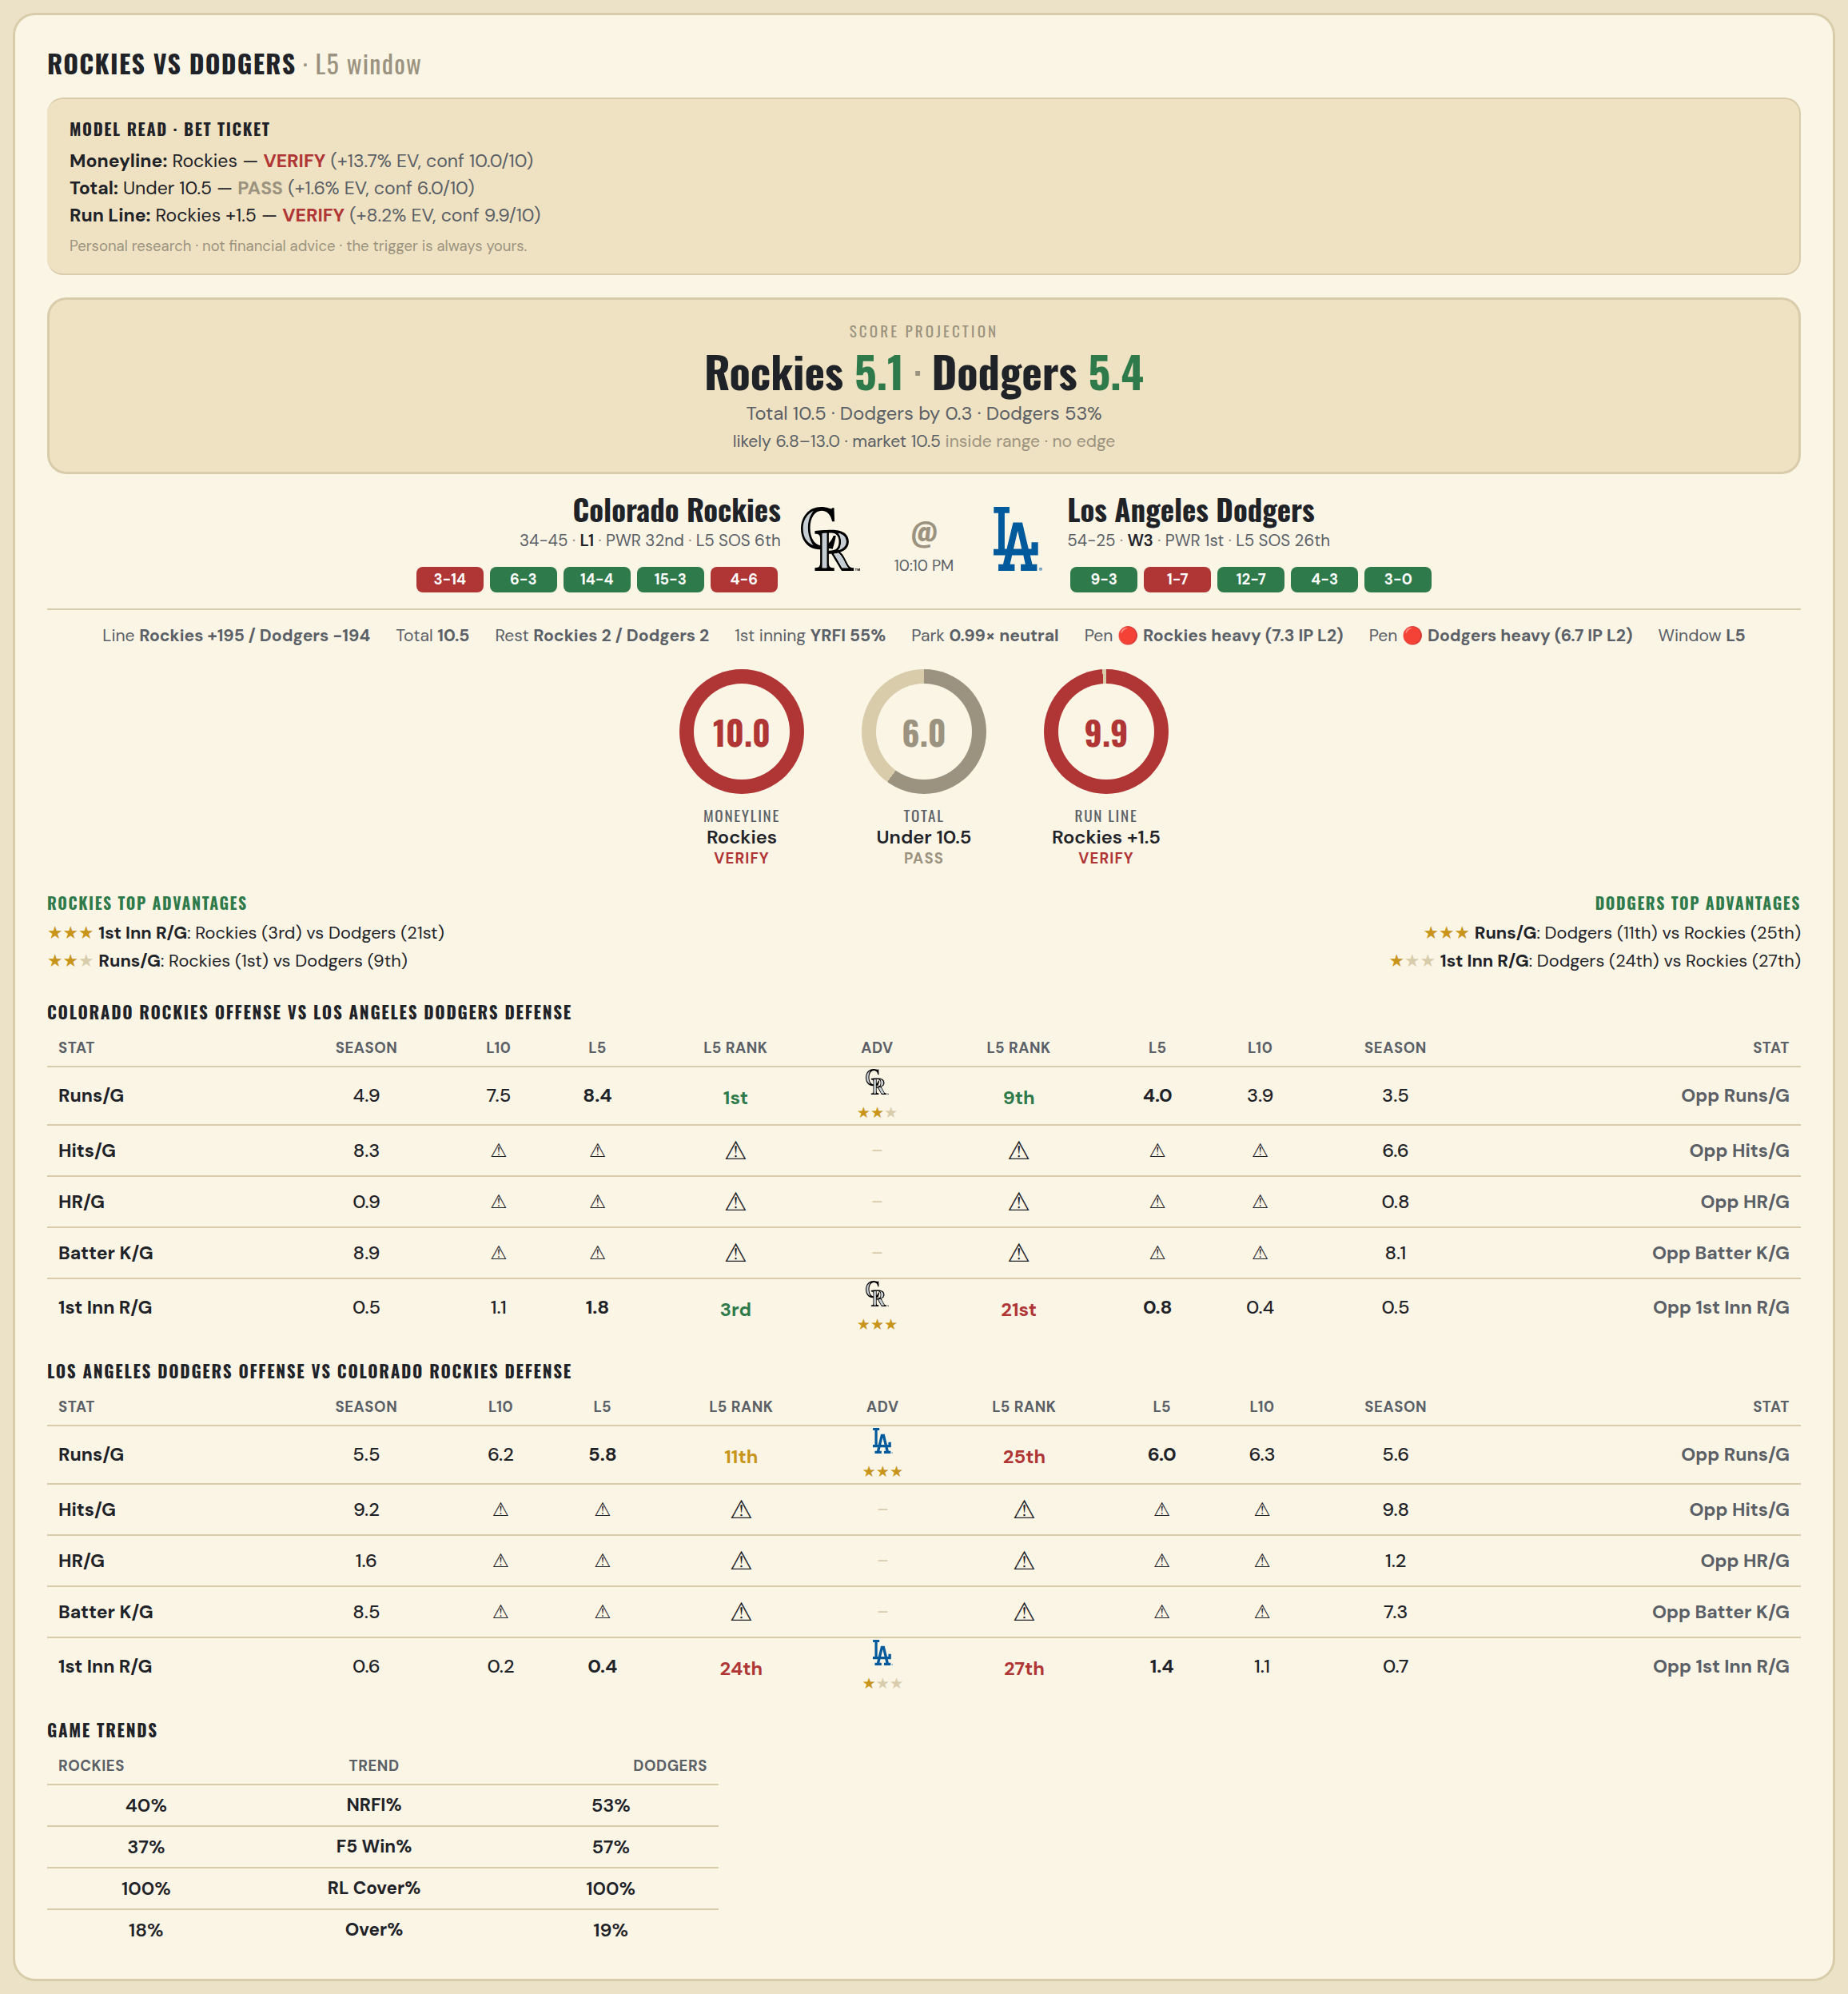 ROCKIES VS DODGERS · L5 window
MODEL READ · BET TICKET
Moneyline: Rockies — VERIFY (+13.7% EV, conf 10.0/10)
Total: Under 10.5 — PASS (+1.6% EV, conf 6.0/10)
Run Line: Rockies +1.5 — VERIFY (+8.2% EV, conf 9.9/10)
Personal research · not financial advice · the trigger is always yours.
SCORE PROJECTION
Rockies 5.1 · Dodgers 5.4
Total 10.5 · Dodgers by 0.3 · Dodgers 53%
likely 6.8–13.0 · market 10.5 inside range · no edge
Colorado Rockies CR @ LA Los Angeles Dodgers
34-45 · L1 · PWR 32nd · L5 SOS 6th 10:10 PM 54-25 · W3 · PWR 1st · L5 SOS 26th
3-14 6-3 14-4 15-3 4-6 9-3 1-7 12-7 4-3 3-0
Line Rockies +195 / Dodgers -194 Total 10.5 Rest Rockies 2 / Dodgers 2 1st inning YRFI 55% Park 0.99× neutral Pen 🔴 Rockies heavy (7.3 IP L2) Pen 🔴 Dodgers heavy (6.7 IP L2) Window L5
10.0 6.0 9.9
MONEYLINE TOTAL RUN LINE
Rockies Under 10.5 Rockies +1.5
VERIFY PASS VERIFY
ROCKIES TOP ADVANTAGES DODGERS TOP ADVANTAGES
★★★ 1st Inn R/G: Rockies (3rd) vs Dodgers (21st) ★★★ Runs/G: Dodgers (11th) vs Rockies (25th)
★★★ Runs/G: Rockies (1st) vs Dodgers (9th) ★★★ 1st Inn R/G: Dodgers (24th) vs Rockies (27th)
COLORADO ROCKIES OFFENSE VS LOS ANGELES DODGERS DEFENSE
STAT SEASON L10 L5 L5 RANK ADV L5 RANK L5 L10 SEASON STAT
Runs/G 4.9 7.5 8.4 1st CR ★★★ 9th 4.0 3.9 3.5 Opp Runs/G
Hits/G 8.3 ⚠ ⚠ ⚠ – ⚠ ⚠ ⚠ 6.6 Opp Hits/G
HR/G 0.9 ⚠ ⚠ ⚠ – ⚠ ⚠ ⚠ 0.8 Opp HR/G
Batter K/G 8.9 ⚠ ⚠ ⚠ – ⚠ ⚠ ⚠ 8.1 Opp Batter K/G
1st Inn R/G 0.5 1.1 1.8 3rd CR ★★★ 21st 0.8 0.4 0.5 Opp 1st Inn R/G
LOS ANGELES DODGERS OFFENSE VS COLORADO ROCKIES DEFENSE
STAT SEASON L10 L5 L5 RANK ADV L5 RANK L5 L10 SEASON STAT
Runs/G 5.5 6.2 5.8 11th LA ★★★ 25th 6.0 6.3 5.6 Opp Runs/G
Hits/G 9.2 ⚠ ⚠ ⚠ – ⚠ ⚠ ⚠ 9.8 Opp Hits/G
HR/G 1.6 ⚠ ⚠ ⚠ – ⚠ ⚠ ⚠ 1.2 Opp HR/G
Batter K/G 8.5 ⚠ ⚠ ⚠ – ⚠ ⚠ ⚠ 7.3 Opp Batter K/G
1st Inn R/G 0.6 0.2 0.4 24th LA ★★★ 27th 1.4 1.1 0.7 Opp 1st Inn R/G
GAME TRENDS
ROCKIES TREND DODGERS
40% NRFI% 53%
37% F5 Win% 57%
100% RL Cover% 100%
18% Over% 19%